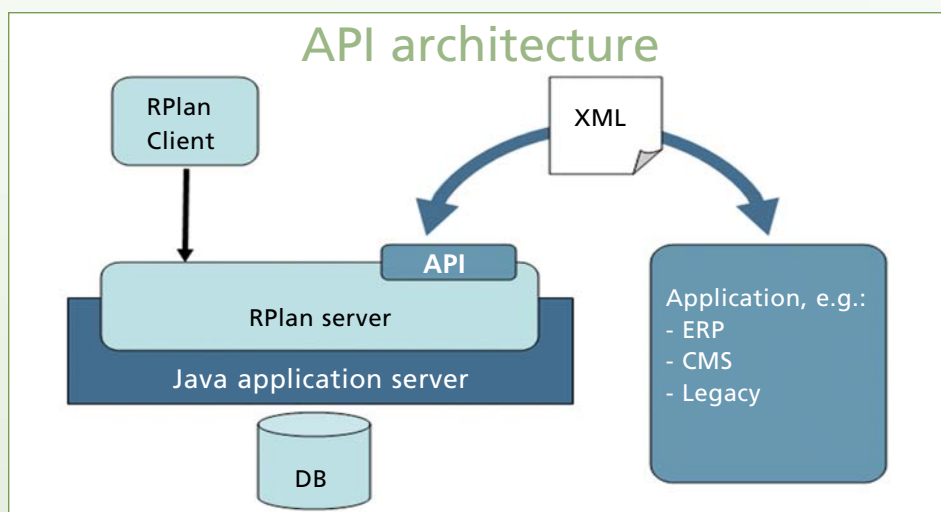 API architecture
RPlan
Client
XML
API
RPlan server
Java application server
DB
Application, e.g.:
- ERP
- CMS
- Legacy